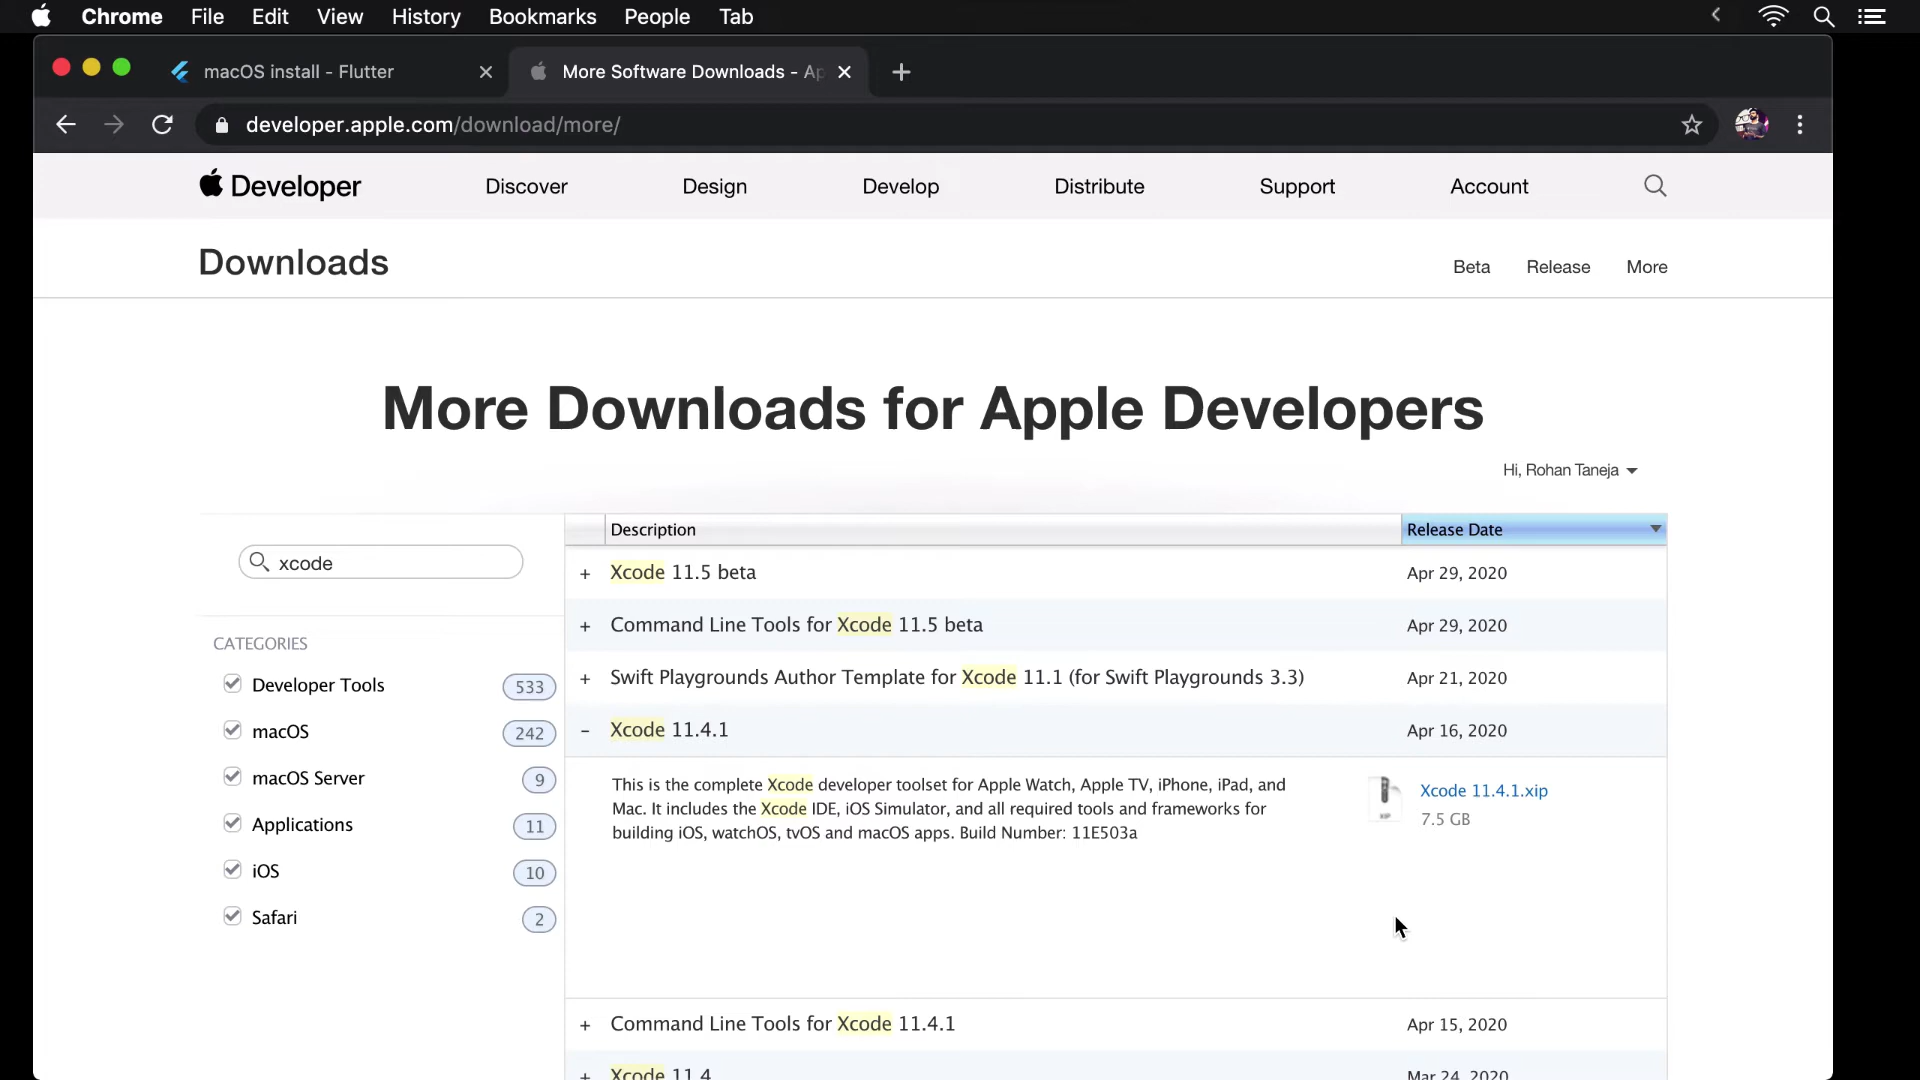 Chrome File Edit View History Bookmarks People Tab
macOS install - Flutter
More Software Downloads - Ap
developer.apple.com/download/more/
Developer Discover Design Develop Distribute Support Account
Downloads
Beta Release More
More Downloads for Apple Developers
Hi, Rohan Taneja
xcode
CATEGORIES
Developer Tools 533
macOS 242
macOS Server 9
Applications 11
iOS 10
Safari 2
Description Release Date
+ Xcode 11.5 beta Apr 29, 2020
+ Command Line Tools for Xcode 11.5 beta Apr 29, 2020
+ Swift Playgrounds Author Template for Xcode 11.1 (for Swift Playgrounds 3.3) Apr 21, 2020
− Xcode 11.4.1 Apr 16, 2020
This is the complete Xcode developer toolset for Apple Watch, Apple TV, iPhone, iPad, and
Mac. It includes the Xcode IDE, iOS Simulator, and all required tools and frameworks for
building iOS, watchOS, tvOS and macOS apps. Build Number: 11E503a
Xcode 11.4.1.xip
7.5 GB
+ Command Line Tools for Xcode 11.4.1 Apr 15, 2020
+ Xcode 11.4 Mar 24, 2020